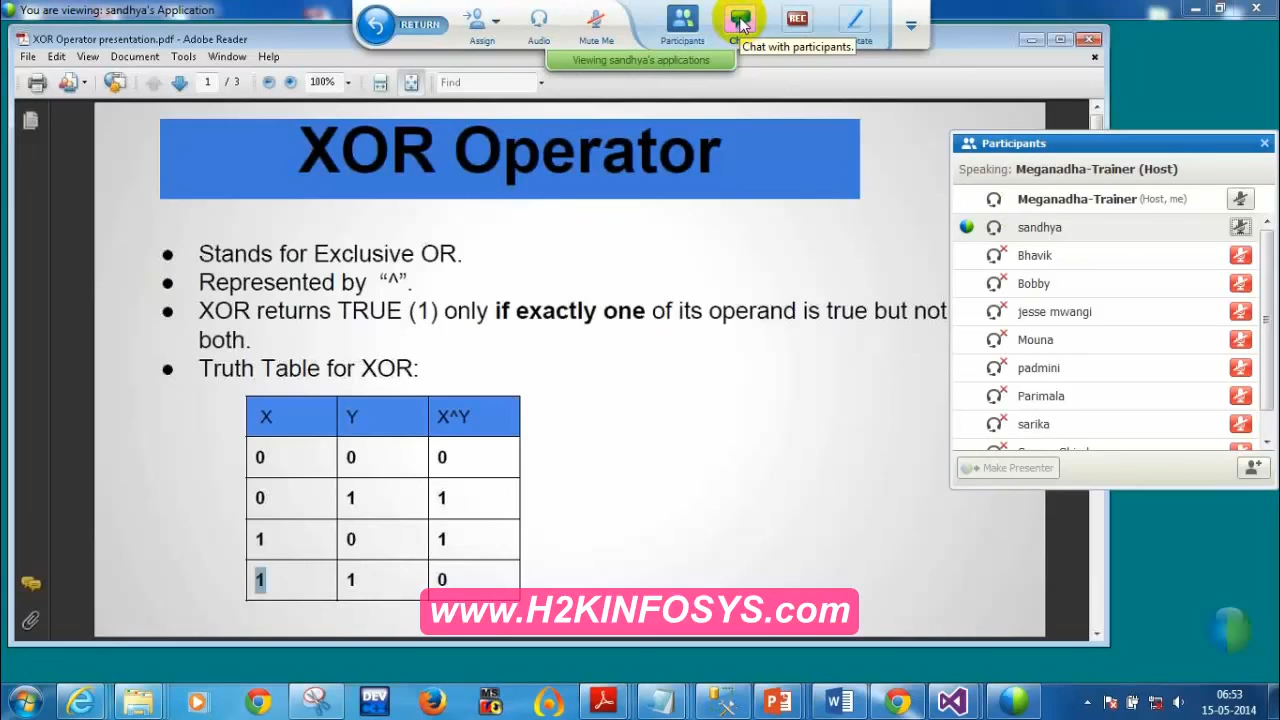 You are viewing: sandhya's Application
RETURN
Assign
Audio
Mute Me
Participants
REC
Chat with participants.
Viewing sandhya's applications
XOR Operator presentation.pdf - Adobe Reader
File Edit View Document Tools Window Help
1 / 3
100%
Find
XOR Operator
● Stands for Exclusive OR.
● Represented by “^”.
● XOR returns TRUE (1) only if exactly one of its operand is true but not
both.
● Truth Table for XOR:
X Y X^Y
0 0 0
0 1 1
1 0 1
1 1 0
www.H2KINFOSYS.com
Participants
Speaking: Meganadha-Trainer (Host)
Meganadha-Trainer (Host, me)
sandhya
Bhavik
Bobby
jesse mwangi
Mouna
padmini
Parimala
sarika
Make Presenter
DEV
MS
06:53
15-05-2014